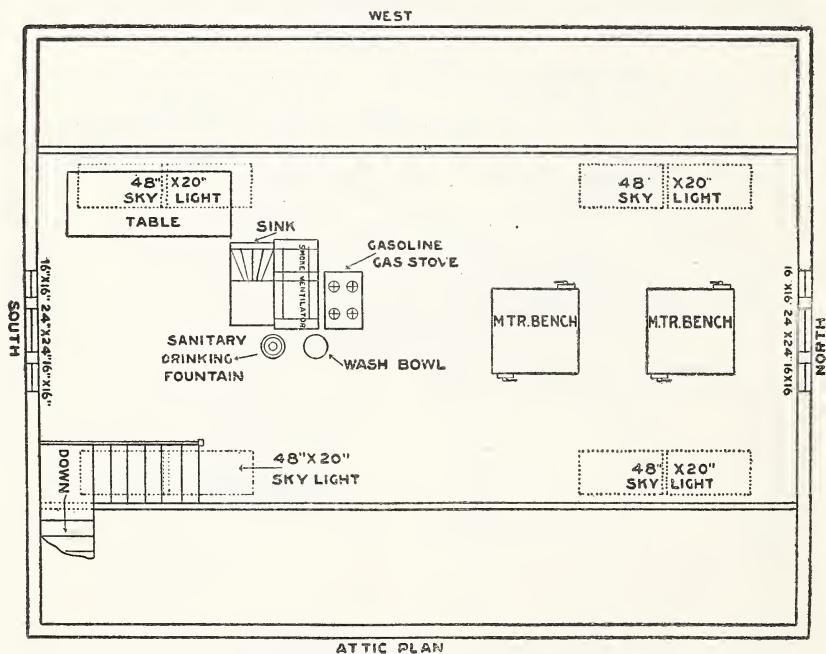 WEST
48" X20"
SKY LIGHT
TABLE
48" X20"
SKY LIGHT
SINK
SMOKE VENTILATOR
GASOLINE
GAS STOVE
SOUTH
16"X16" 24"X24" 16"X16"
M.TR.BENCH
M.TR.BENCH
16 X16 24 X24" 16X16
NORTH
SANITARY
DRINKING
FOUNTAIN
WASH BOWL
DOWN
48"X20"
SKY LIGHT
48" X20"
SKY LIGHT
ATTIC PLAN